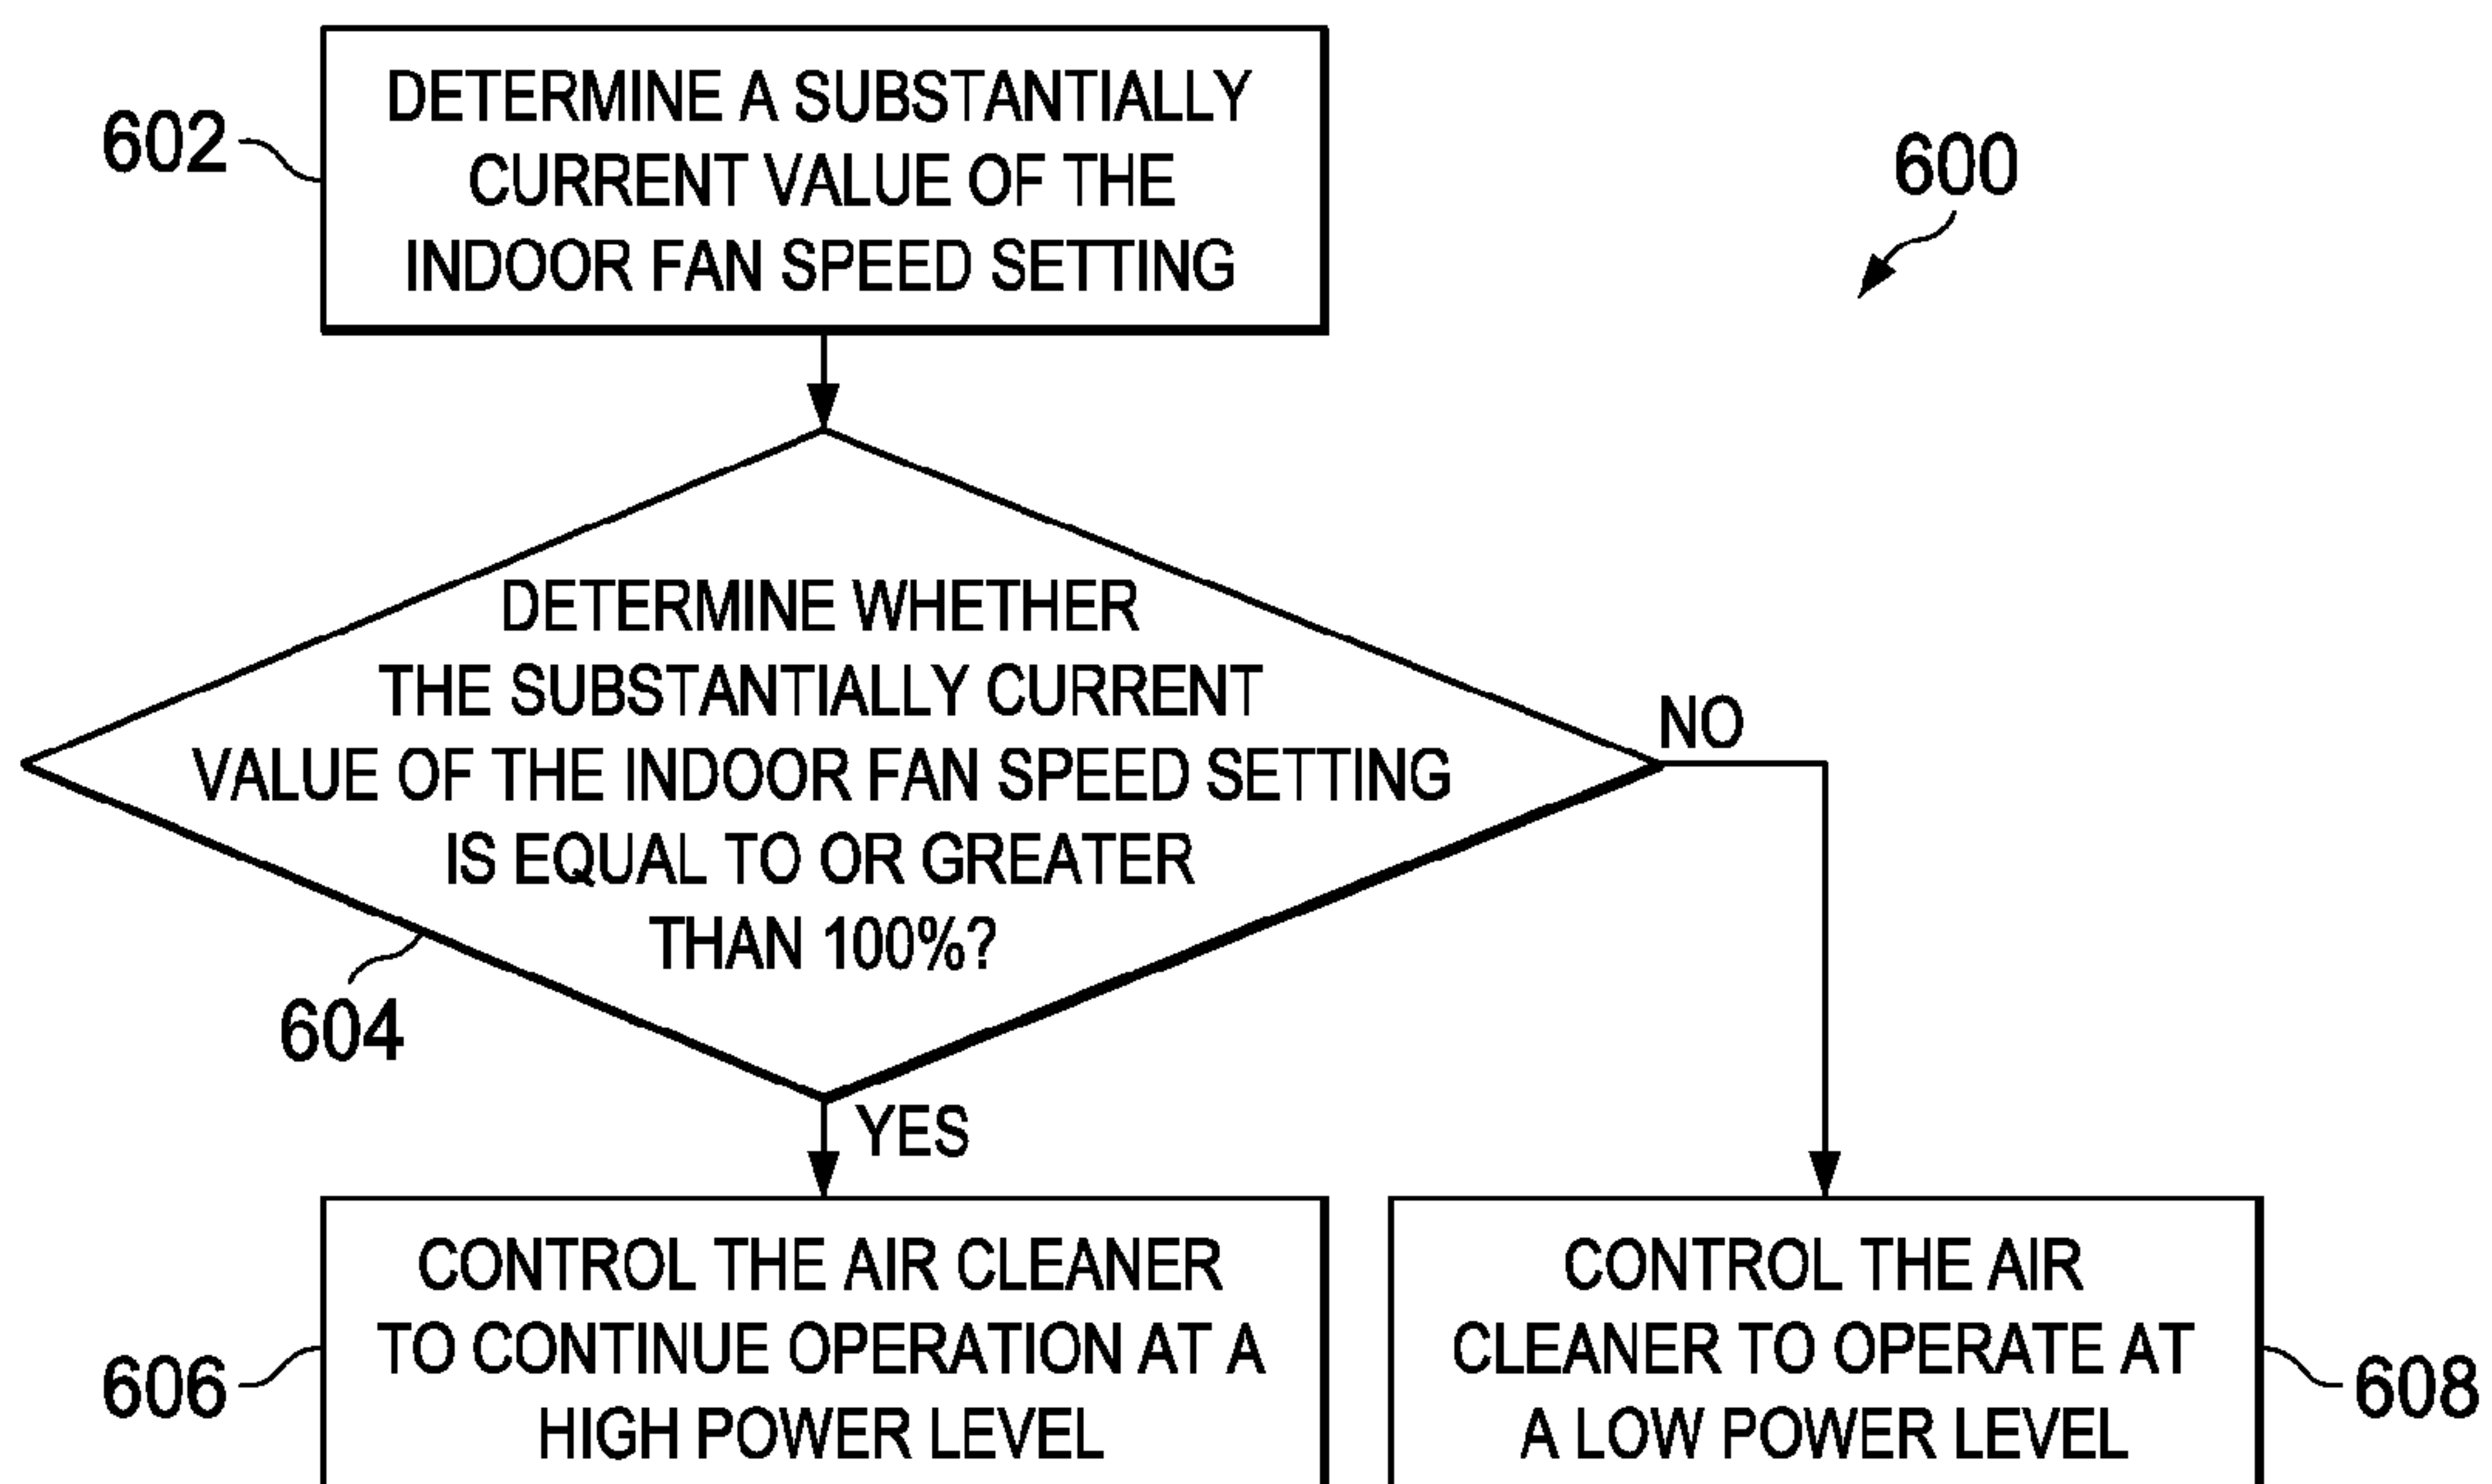 DETERMINE A SUBSTANTIALLY
CURRENT VALUE OF THE
INDOOR FAN SPEED SETTING
602
600
DETERMINE WHETHER
THE SUBSTANTIALLY CURRENT
VALUE OF THE INDOOR FAN SPEED SETTING
IS EQUAL TO OR GREATER
THAN 100%?
NO
604
YES
CONTROL THE AIR CLEANER
TO CONTINUE OPERATION AT A
HIGH POWER LEVEL
606
CONTROL THE AIR
CLEANER TO OPERATE AT
A LOW POWER LEVEL
608